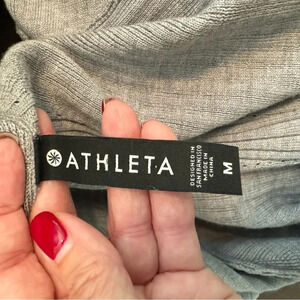 ATHLETA
DESIGNED IN
SAN FRANCISCO
MADE IN
CHINA
M